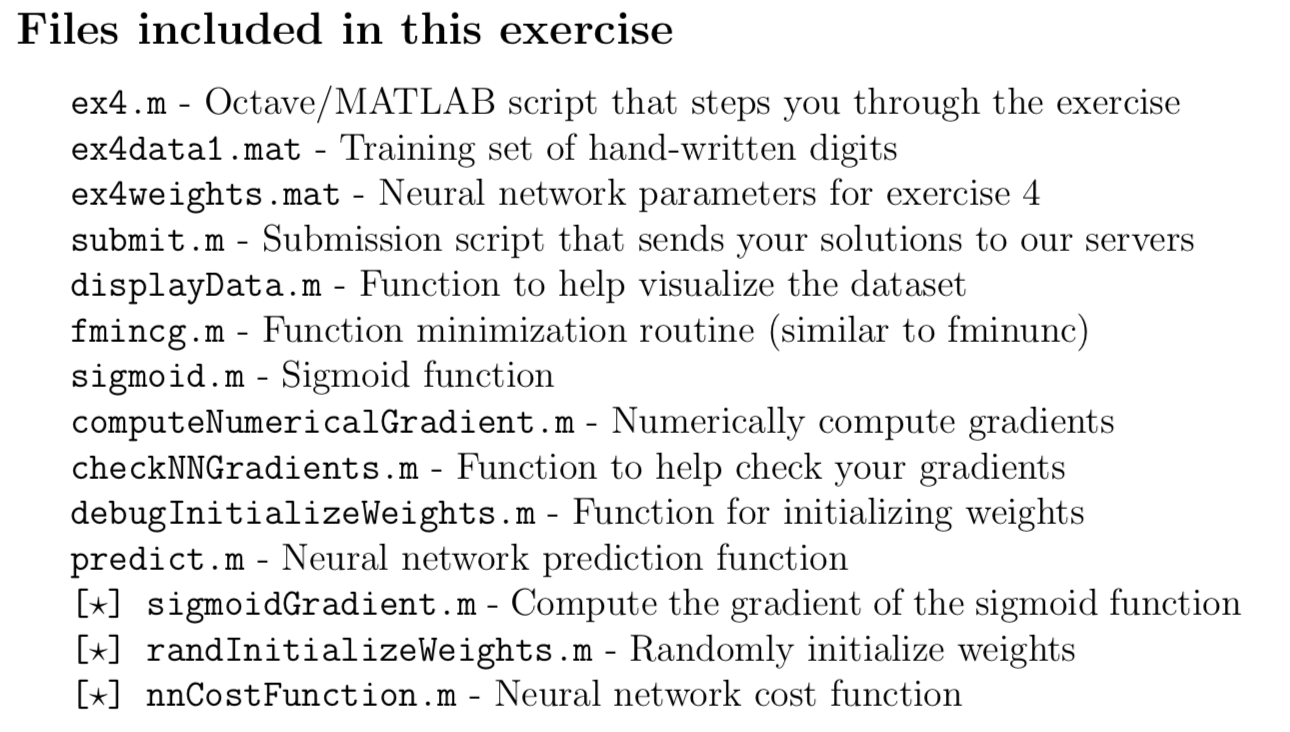 Files included in this exercise
ex4.m - Octave/MATLAB script that steps you through the exercise
ex4data1.mat - Training set of hand-written digits
ex4weights.mat - Neural network parameters for exercise 4
submit.m - Submission script that sends your solutions to our servers
displayData.m - Function to help visualize the dataset
fmincg.m - Function minimization routine (similar to fminunc)
sigmoid.m - Sigmoid function
computeNumericalGradient.m - Numerically compute gradients
checkNNGradients.m - Function to help check your gradients
debugInitializeWeights.m - Function for initializing weights
predict.m - Neural network prediction function
[⋆] sigmoidGradient.m - Compute the gradient of the sigmoid function
[⋆] randInitializeWeights.m - Randomly initialize weights
[⋆] nnCostFunction.m - Neural network cost function